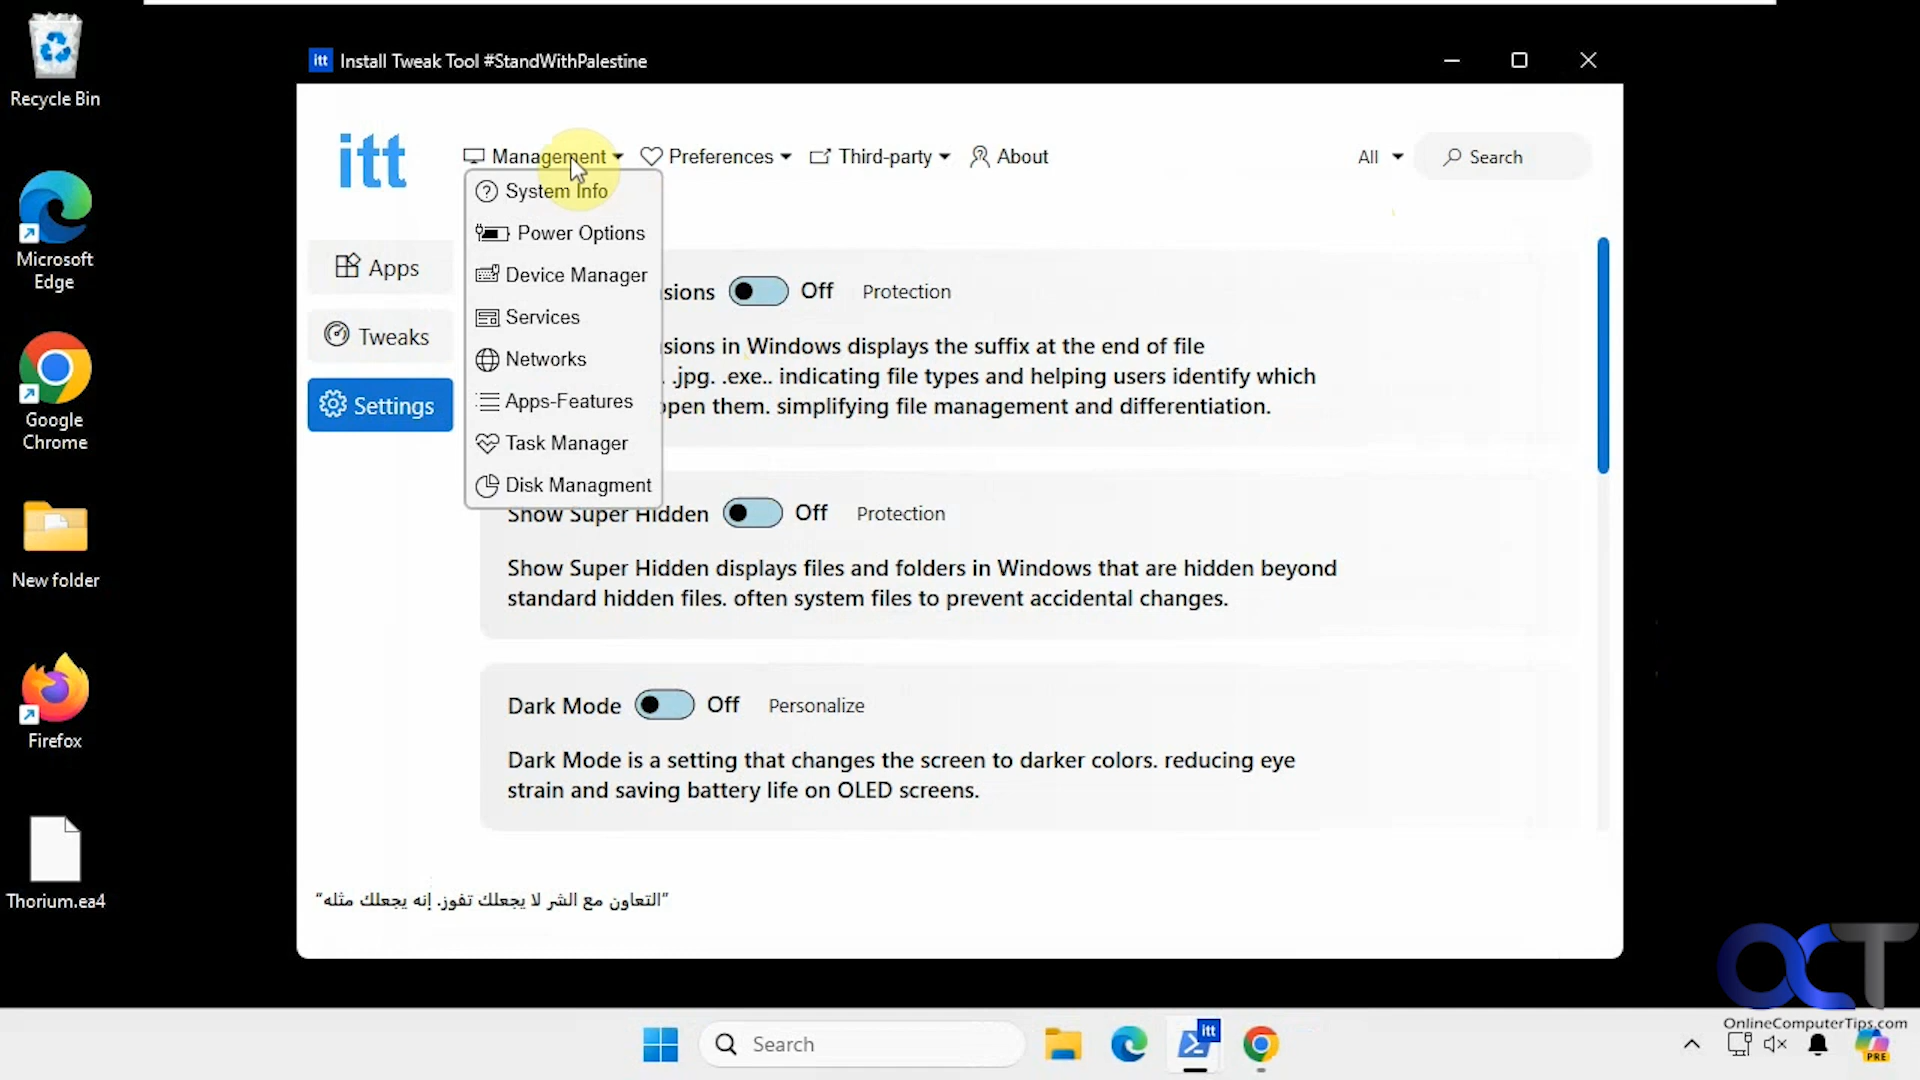 itt Install Tweak Tool #StandWithPalestine
Recycle Bin
Microsoft
Edge
Google
Chrome
New folder
Firefox
Thorium.ea4
itt
Management
Preferences
Third-party
About
All
Search
System Info
Power Options
Device Manager
Services
Networks
Apps-Features
Task Manager
Disk Managment
Apps
Tweaks
Settings
sions Off Protection
sions in Windows displays the suffix at the end of file
. .jpg. .exe.. indicating file types and helping users identify which
open them. simplifying file management and differentiation.
Show Super Hidden Off Protection
Show Super Hidden displays files and folders in Windows that are hidden beyond
standard hidden files. often system files to prevent accidental changes.
Dark Mode Off Personalize
Dark Mode is a setting that changes the screen to darker colors. reducing eye
strain and saving battery life on OLED screens.
“التعاون مع الشر لا يجعلك تفوز. إنه يجعلك مثله”
OCT
OnlineComputerTips.com
Search
itt
PRE